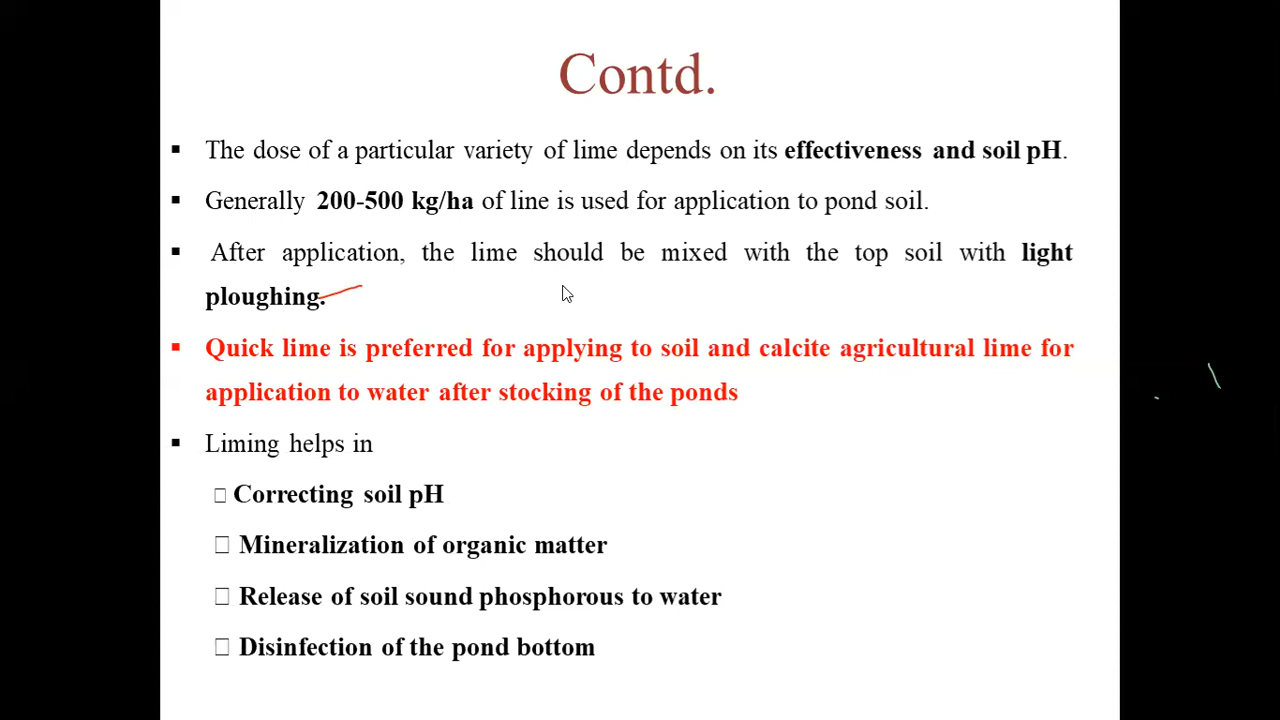 Contd.
▪ The dose of a particular variety of lime depends on its effectiveness and soil pH.
▪ Generally 200-500 kg/ha of line is used for application to pond soil.
▪ After application, the lime should be mixed with the top soil with light
ploughing.
▪ Quick lime is preferred for applying to soil and calcite agricultural lime for
application to water after stocking of the ponds
▪ Liming helps in
□ Correcting soil pH
□ Mineralization of organic matter
□ Release of soil sound phosphorous to water
□ Disinfection of the pond bottom